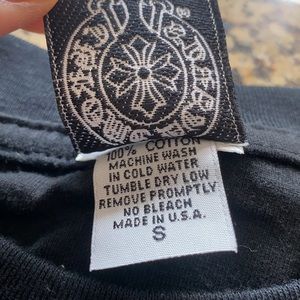 100% COTTON
MACHINE WASH
IN COLD WATER
TUMBLE DRY LOW
REMOVE PROMPTLY
NO BLEACH
MADE IN U.S.A.
S